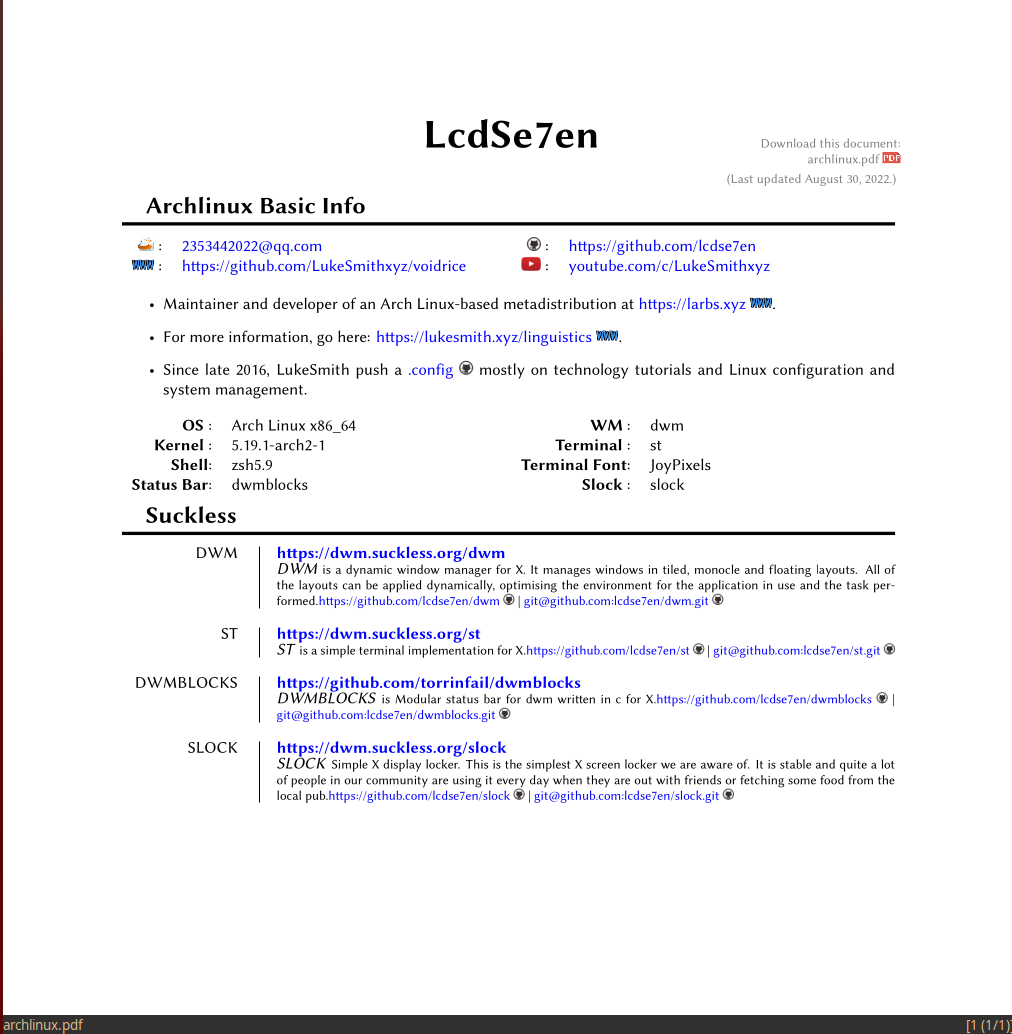 LcdSe7en
Download this document:
archlinux.pdf PDF
(Last updated August 30, 2022.)
Archlinux Basic Info
: 2353442022@qq.com
: https://github.com/lcdse7en
WWW : https://github.com/LukeSmithxyz/voidrice
: youtube.com/c/LukeSmithxyz
• Maintainer and developer of an Arch Linux-based metadistribution at https://larbs.xyz WWW.
• For more information, go here: https://lukesmith.xyz/linguistics WWW.
• Since late 2016, LukeSmith push a .config mostly on technology tutorials and Linux configuration and
system management.
OS : Arch Linux x86_64
WM : dwm
Kernel : 5.19.1-arch2-1
Terminal : st
Shell: zsh5.9
Terminal Font: JoyPixels
Status Bar: dwmblocks
Slock : slock
Suckless
DWM
https://dwm.suckless.org/dwm
DWM is a dynamic window manager for X. It manages windows in tiled, monocle and floating layouts. All of
the layouts can be applied dynamically, optimising the environment for the application in use and the task per-
formed.https://github.com/lcdse7en/dwm | git@github.com:lcdse7en/dwm.git
ST
https://dwm.suckless.org/st
ST is a simple terminal implementation for X.https://github.com/lcdse7en/st | git@github.com:lcdse7en/st.git
DWMBLOCKS
https://github.com/torrinfail/dwmblocks
DWMBLOCKS is Modular status bar for dwm written in c for X.https://github.com/lcdse7en/dwmblocks |
git@github.com:lcdse7en/dwmblocks.git
SLOCK
https://dwm.suckless.org/slock
SLOCK Simple X display locker. This is the simplest X screen locker we are aware of. It is stable and quite a lot
of people in our community are using it every day when they are out with friends or fetching some food from the
local pub.https://github.com/lcdse7en/slock | git@github.com:lcdse7en/slock.git
archlinux.pdf
[1 (1/1)]